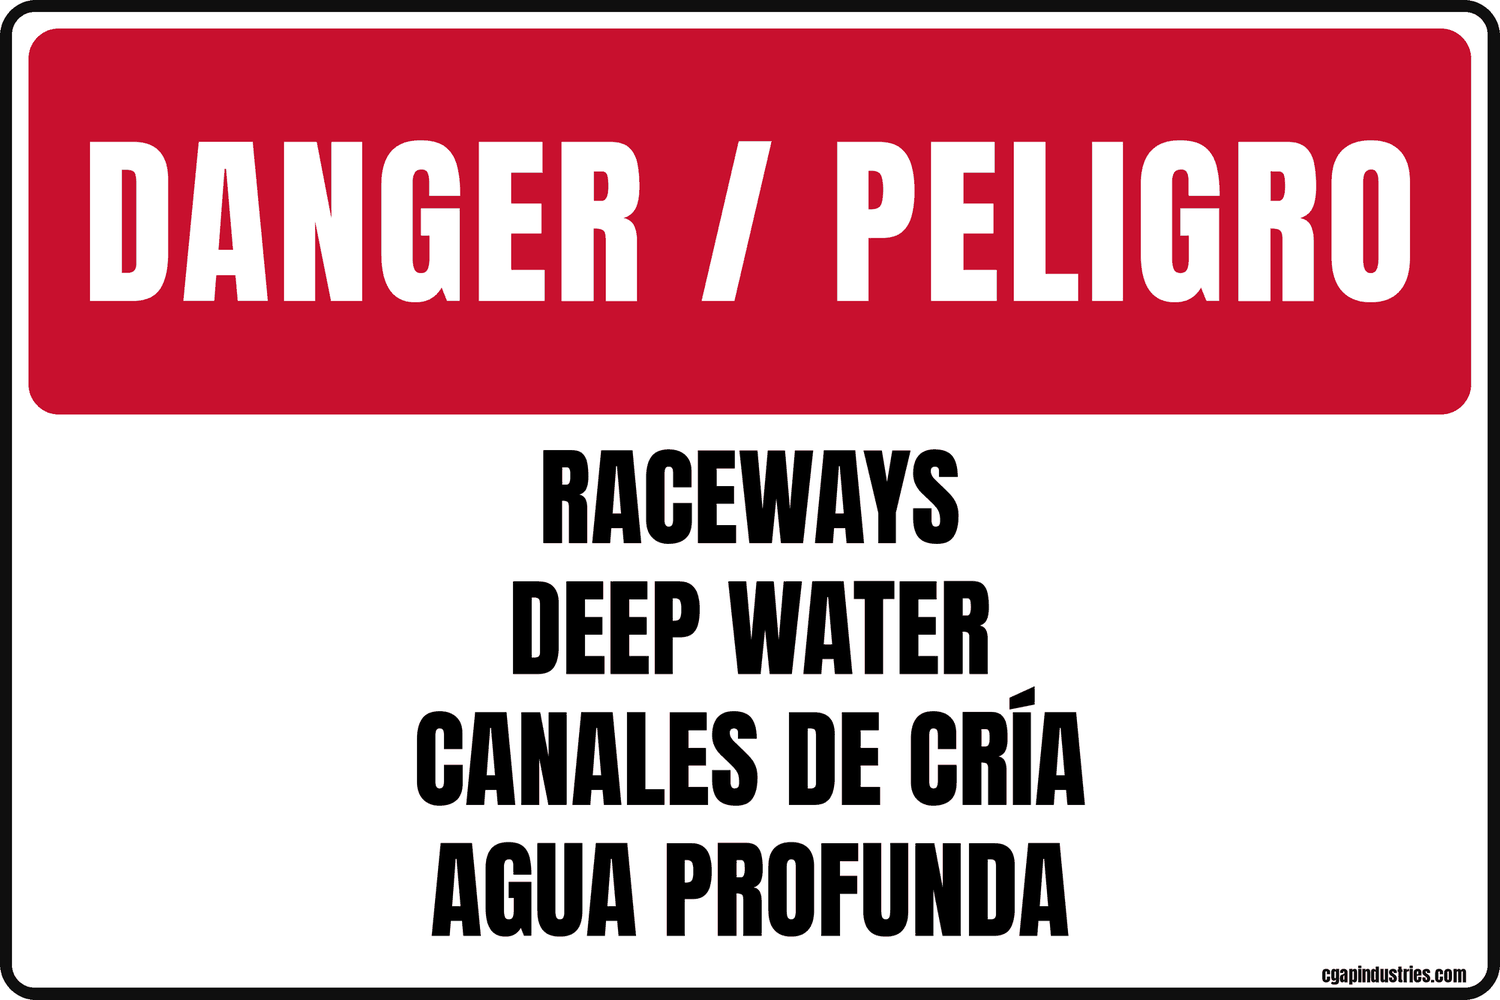 DANGER / PELIGRO
RACEWAYS
DEEP WATER
CANALES DE CRÍA
AGUA PROFUNDA
cgapindustries.com